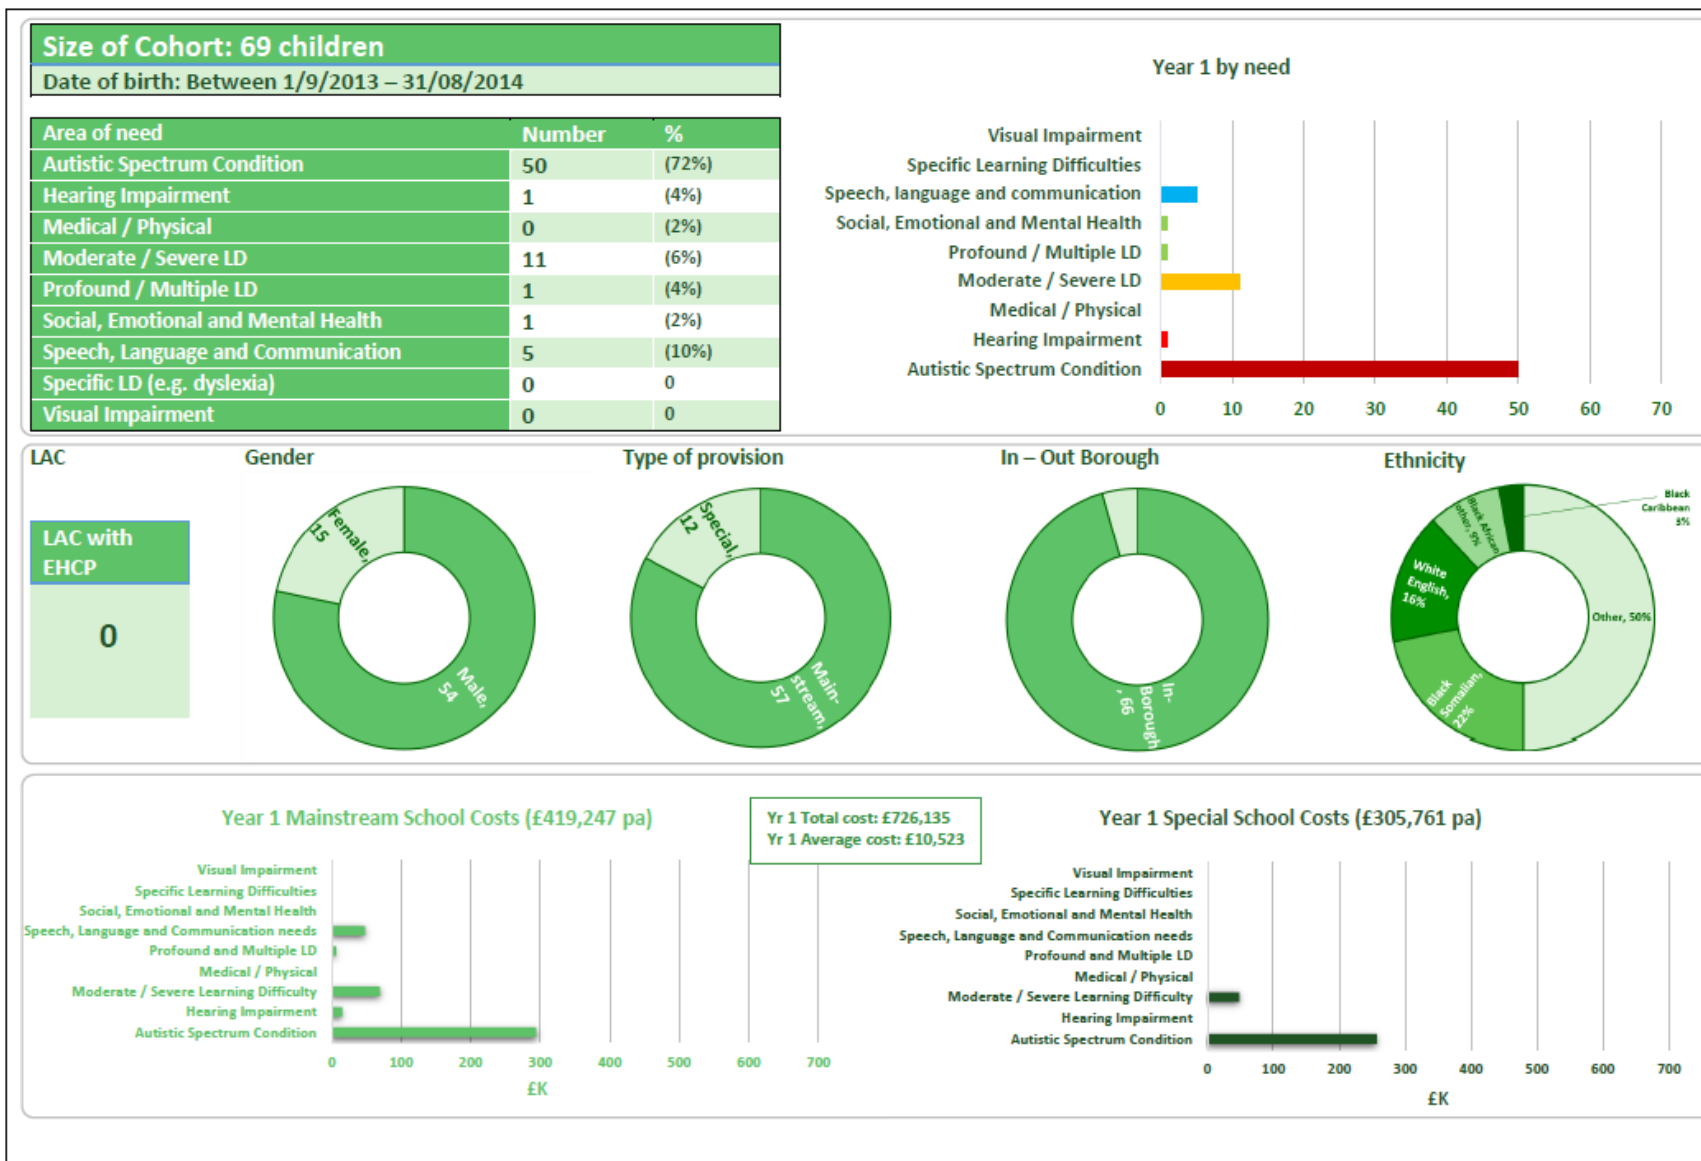 Size of Cohort: 69 children
Date of birth: Between 1/9/2013 – 31/08/2014
Area of need Number %
Autistic Spectrum Condition 50 (72%)
Hearing Impairment 1 (4%)
Medical / Physical 0 (2%)
Moderate / Severe LD 11 (6%)
Profound / Multiple LD 1 (4%)
Social, Emotional and Mental Health 1 (2%)
Speech, Language and Communication 5 (10%)
Specific LD (e.g. dyslexia) 0 0
Visual Impairment 0 0
Year 1 by need
Visual Impairment
Specific Learning Difficulties
Speech, language and communication
Social, Emotional and Mental Health
Profound / Multiple LD
Moderate / Severe LD
Medical / Physical
Hearing Impairment
Autistic Spectrum Condition
0 10 20 30 40 50 60 70
LAC
LAC with
EHCP
0
Gender
Female,
15
Male,
54
Type of provision
Special,
12
Main-
stream,
57
In – Out Borough
In-
Borough
, 66
Ethnicity
Black
Caribbean
3%
Black African
other, 9%
White
English,
16%
Other, 50%
Black
Somalian,
22%
Year 1 Mainstream School Costs (£419,247 pa)
Visual Impairment
Specific Learning Difficulties
Social, Emotional and Mental Health
Speech, Language and Communication needs
Profound and Multiple LD
Medical / Physical
Moderate / Severe Learning Difficulty
Hearing Impairment
Autistic Spectrum Condition
0 100 200 300 400 500 600 700
£K
Yr 1 Total cost: £726,135
Yr 1 Average cost: £10,523
Year 1 Special School Costs (£305,761 pa)
Visual Impairment
Specific Learning Difficulties
Social, Emotional and Mental Health
Speech, Language and Communication needs
Profound and Multiple LD
Medical / Physical
Moderate / Severe Learning Difficulty
Hearing Impairment
Autistic Spectrum Condition
0 100 200 300 400 500 600 700
£K